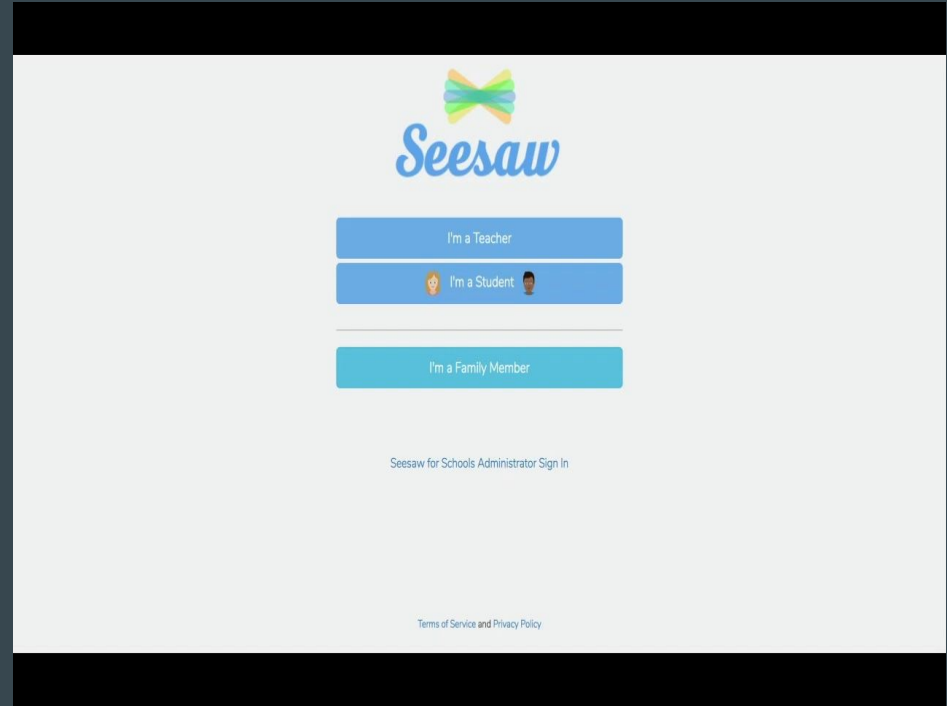 Seesaw
I'm a Teacher
I'm a Student
I'm a Family Member
Seesaw for Schools Administrator Sign In
Terms of Service and Privacy Policy